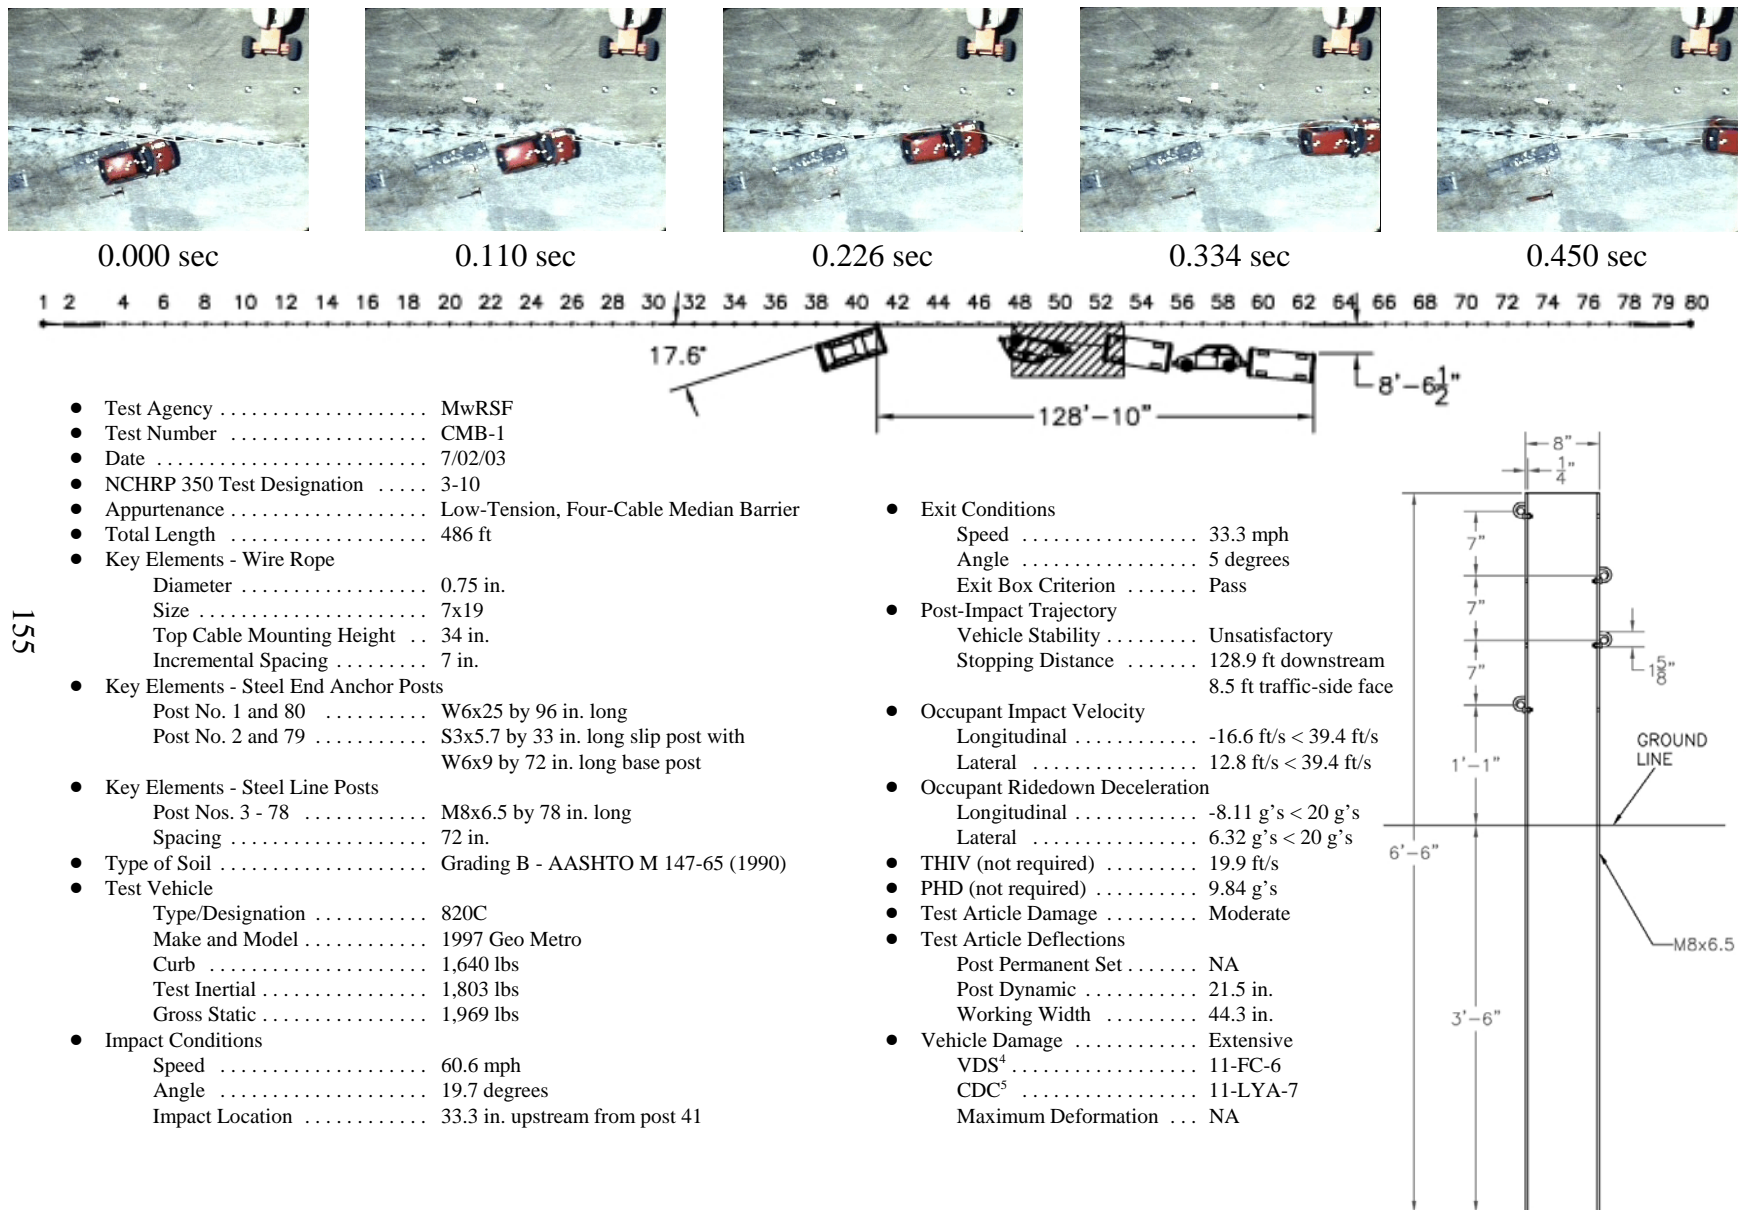 0.000 sec
0.110 sec
0.226 sec
0.334 sec
0.450 sec
1 2 4 6 8 10 12 14 16 18 20 22 24 26 28 30 32 34 36 38 40 42 44 46 48 50 52 54 56 58 60 62 64 66 68 70 72 74 76 78 79 80
17.6°
8'-6 1/2"
128'-10"
● Test Agency .................... MwRSF
● Test Number .................. CMB-1
● Date ......................... 7/02/03
● NCHRP 350 Test Designation ..... 3-10
● Appurtenance .................. Low-Tension, Four-Cable Median Barrier
● Total Length .................. 486 ft
● Key Elements - Wire Rope
Diameter ................. 0.75 in.
Size ..................... 7x19
Top Cable Mounting Height .. 34 in.
Incremental Spacing ......... 7 in.
● Key Elements - Steel End Anchor Posts
Post No. 1 and 80 ......... W6x25 by 96 in. long
Post No. 2 and 79 ......... S3x5.7 by 33 in. long slip post with
W6x9 by 72 in. long base post
● Key Elements - Steel Line Posts
Post Nos. 3 - 78 ............ M8x6.5 by 78 in. long
Spacing ................... 72 in.
● Type of Soil ................... Grading B - AASHTO M 147-65 (1990)
● Test Vehicle
Type/Designation ........... 820C
Make and Model ............ 1997 Geo Metro
Curb .................... 1,640 lbs
Test Inertial ................ 1,803 lbs
Gross Static ................ 1,969 lbs
● Impact Conditions
Speed .................... 60.6 mph
Angle .................... 19.7 degrees
Impact Location ............ 33.3 in. upstream from post 41
● Exit Conditions
Speed ................. 33.3 mph
Angle ................. 5 degrees
Exit Box Criterion ....... Pass
● Post-Impact Trajectory
Vehicle Stability ......... Unsatisfactory
Stopping Distance ....... 128.9 ft downstream
8.5 ft traffic-side face
● Occupant Impact Velocity
Longitudinal ............ -16.6 ft/s < 39.4 ft/s
Lateral ................ 12.8 ft/s < 39.4 ft/s
● Occupant Ridedown Deceleration
Longitudinal ............ -8.11 g's < 20 g's
Lateral ................ 6.32 g's < 20 g's
● THIV (not required) ......... 19.9 ft/s
● PHD (not required) .......... 9.84 g's
● Test Article Damage ......... Moderate
● Test Article Deflections
Post Permanent Set ....... NA
Post Dynamic ........... 21.5 in.
Working Width ......... 44.3 in.
● Vehicle Damage ............ Extensive
VDS⁴ .................. 11-FC-6
CDC⁵ ................. 11-LYA-7
Maximum Deformation ... NA
8"
1/4"
7"
7"
7"
1 5/8"
1'-1"
GROUND
LINE
6'-6"
M8x6.5
3'-6"
155